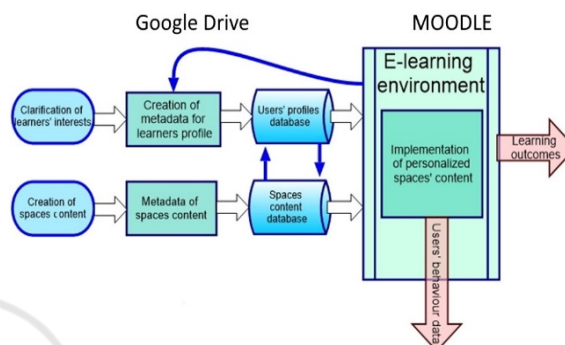 Google Drive
MOODLE
E-learning
environment
Clarification of
learners' interests
Creation of
metadata for
learners profile
Users' profiles
database
Implementation
of personalized
spaces' content
Learning
outcomes
Creation of
spaces content
Metadata of
spaces content
Spaces
content
database
Users'
behaviour data